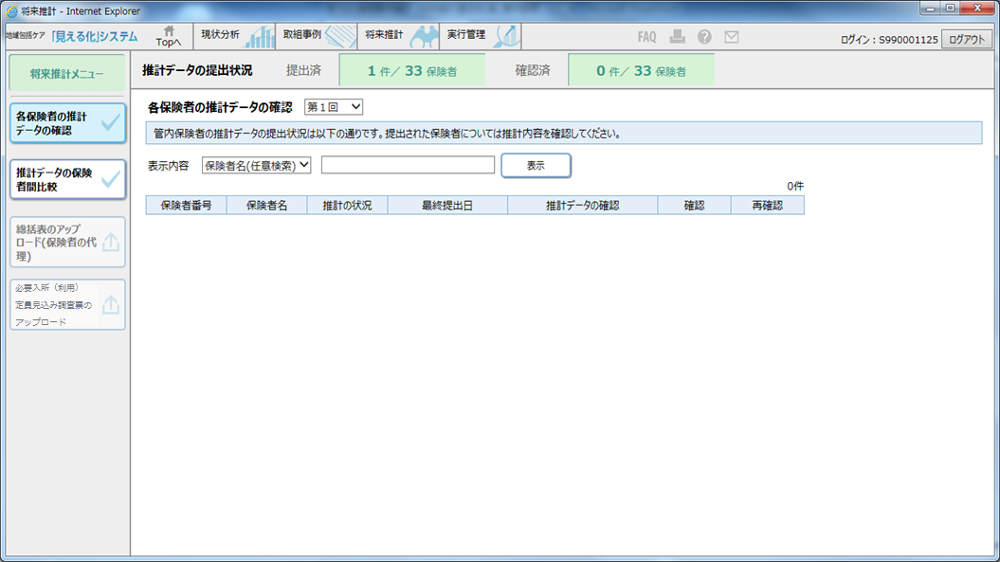 将来推計 - Internet Explorer
地域包括ケア 「見える化」システム
Topへ
現状分析
取組事例
将来推計
実行管理
FAQ
?
ログイン : S990001125
ログアウト
将来推計メニュー
推計データの提出状況
提出済
1 件／ 33 保険者
確認済
0 件／ 33 保険者
各保険者の推計
データの確認
推計データの保険
者間比較
総括表のアップ
ロード(保険者の代
理)
必要入所（利用）
定員見込み調査票の
アップロード
各保険者の推計データの確認
第１回
管内保険者の推計データの提出状況は以下の通りです。提出された保険者については推計内容を確認してください。
表示内容
保険者名(任意検索)
表示
0件
保険者番号 保険者名 推計の状況 最終提出日 推計データの確認 確認 再確認